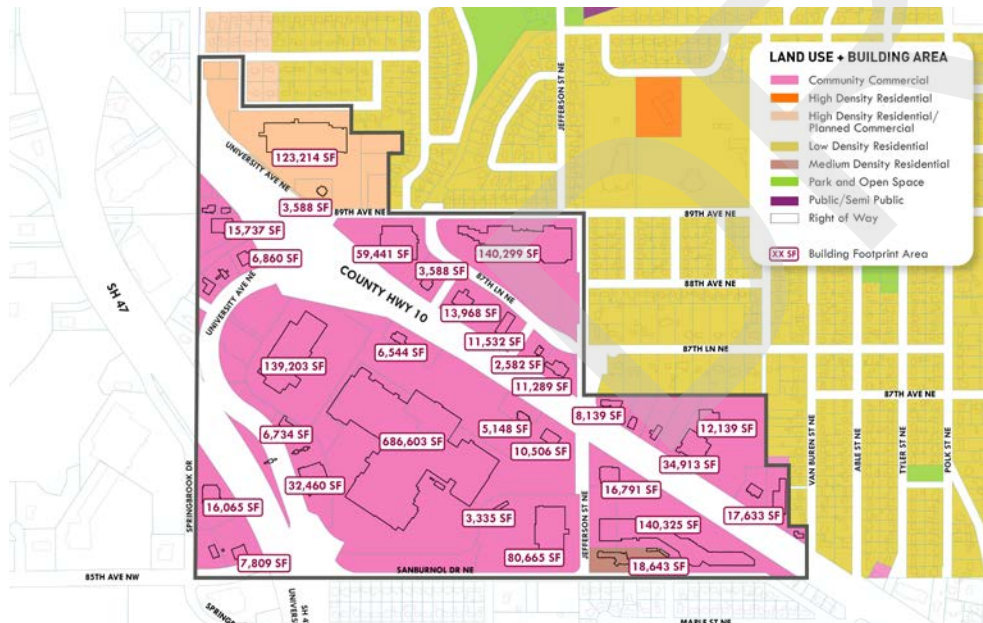 LAND USE + BUILDING AREA
Community Commercial
High Density Residential
High Density Residential/
Planned Commercial
Low Density Residential
Medium Density Residential
Park and Open Space
Public/Semi Public
Right of Way
XX SF Building Footprint Area
JEFFERSON ST NE
UNIVERSITY AVE NE
123,214 SF
3,588 SF
89TH AVE NE
89TH AVE NE
15,737 SF
6,860 SF
59,441 SF
140,299 SF
3,588 SF
87TH LN NE
88TH AVE NE
SH 47
UNIVERSITY AVE NE
COUNTY HWY 10
13,968 SF
11,532 SF
6,544 SF
2,582 SF
87TH LN NE
139,203 SF
11,289 SF
87TH AVE NE
8,139 SF
12,139 SF
6,734 SF
686,603 SF
5,148 SF
10,506 SF
34,913 SF
VAN BUREN ST NE
ABLE ST NE
TYLER ST NE
POLK ST NE
SPRINGBROOK DR
32,460 SF
16,791 SF
16,065 SF
3,335 SF
17,633 SF
140,325 SF
JEFFERSON ST NE
80,665 SF
7,809 SF
18,643 SF
SANBURNOL DR NE
85TH AVE NW
MAPLE ST NE